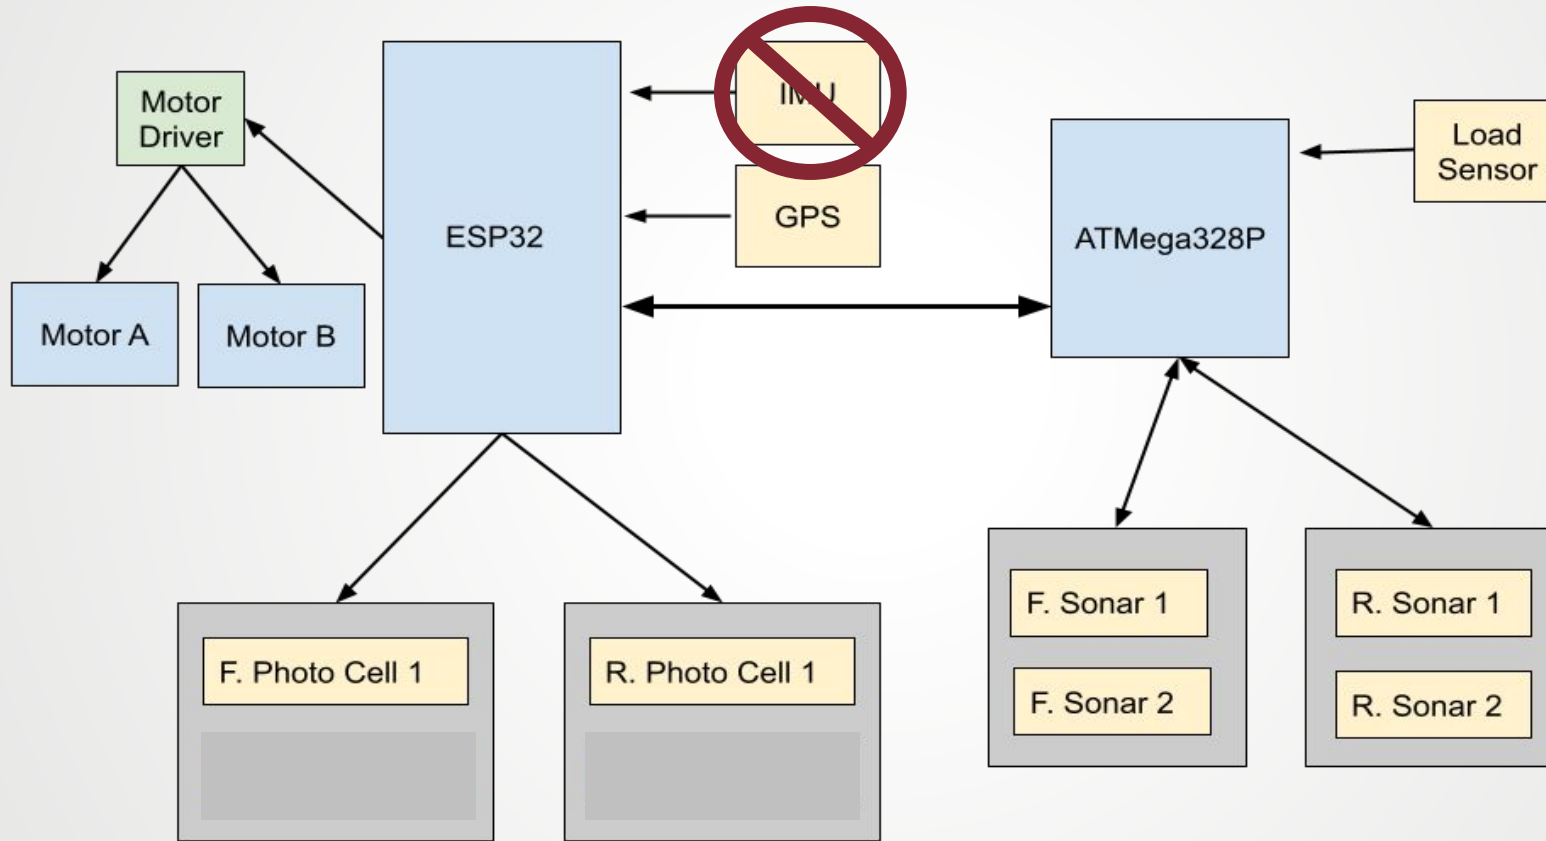 Motor
Driver
Motor A
Motor B
ESP32
IMU
GPS
ATMega328P
Load
Sensor
F. Photo Cell 1
R. Photo Cell 1
F. Sonar 1
F. Sonar 2
R. Sonar 1
R. Sonar 2